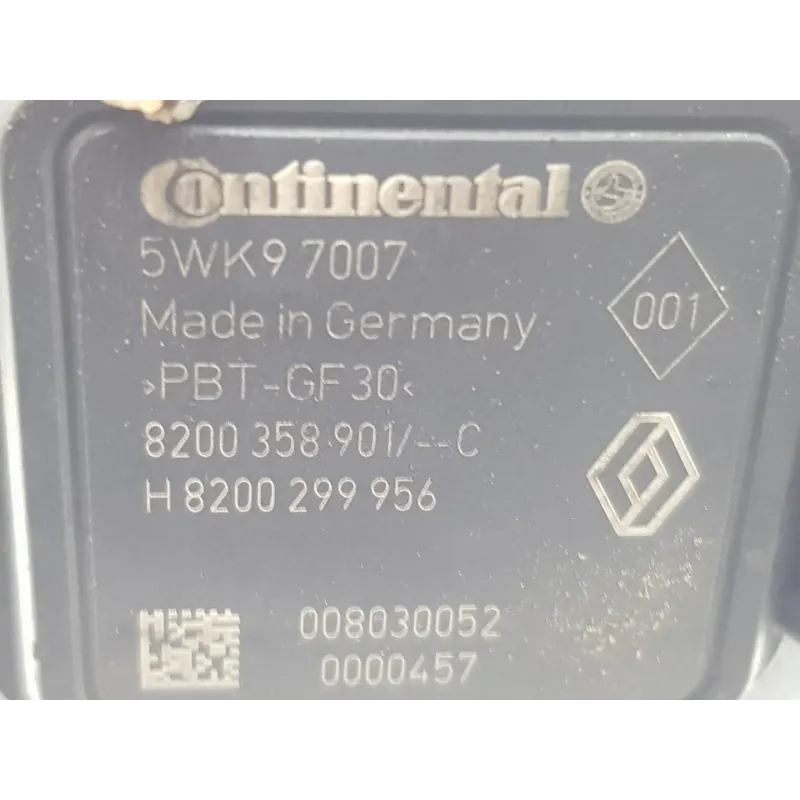 Continental
5WK9 7007
Made in Germany
001
>PBT-GF30<
8200 358 901/--C
H 8200 299 956
008030052
0000457